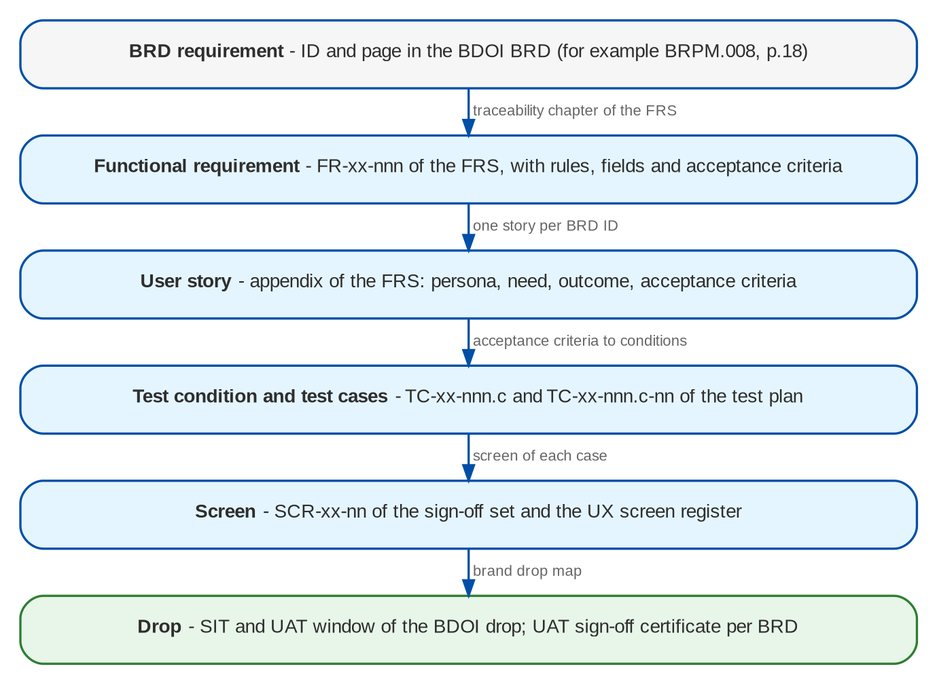 BRD requirement - ID and page in the BDOI BRD (for example BRPM.008, p.18)
traceability chapter of the FRS
Functional requirement - FR-xx-nnn of the FRS, with rules, fields and acceptance criteria
one story per BRD ID
User story - appendix of the FRS: persona, need, outcome, acceptance criteria
acceptance criteria to conditions
Test condition and test cases - TC-xx-nnn.c and TC-xx-nnn.c-nn of the test plan
screen of each case
Screen - SCR-xx-nn of the sign-off set and the UX screen register
brand drop map
Drop - SIT and UAT window of the BDOI drop; UAT sign-off certificate per BRD